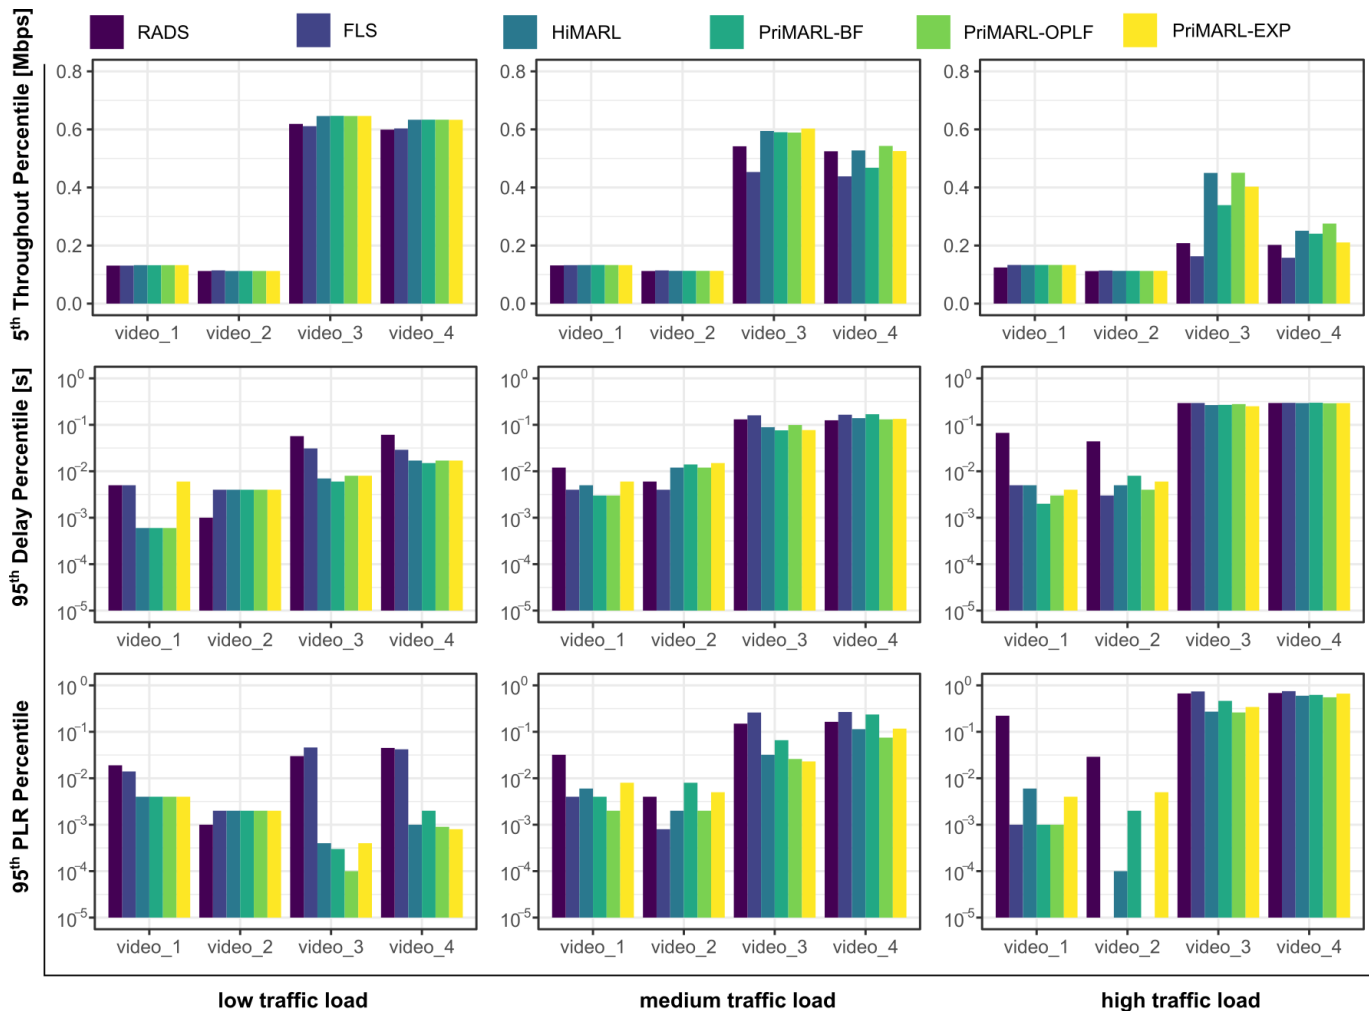 RADS FLS HiMARL PriMARL-BF PriMARL-OPLF PriMARL-EXP
5th Throughout Percentile [Mbps]
0.8 0.6 0.4 0.2 0.0
video_1 video_2 video_3 video_4
0.8 0.6 0.4 0.2 0.0
video_1 video_2 video_3 video_4
0.8 0.6 0.4 0.2 0.0
video_1 video_2 video_3 video_4
95th Delay Percentile [s]
10^0 10^-1 10^-2 10^-3 10^-4 10^-5
video_1 video_2 video_3 video_4
10^0 10^-1 10^-2 10^-3 10^-4 10^-5
video_1 video_2 video_3 video_4
10^0 10^-1 10^-2 10^-3 10^-4 10^-5
video_1 video_2 video_3 video_4
95th PLR Percentile
10^0 10^-1 10^-2 10^-3 10^-4 10^-5
video_1 video_2 video_3 video_4
10^0 10^-1 10^-2 10^-3 10^-4 10^-5
video_1 video_2 video_3 video_4
10^0 10^-1 10^-2 10^-3 10^-4 10^-5
video_1 video_2 video_3 video_4
low traffic load medium traffic load high traffic load